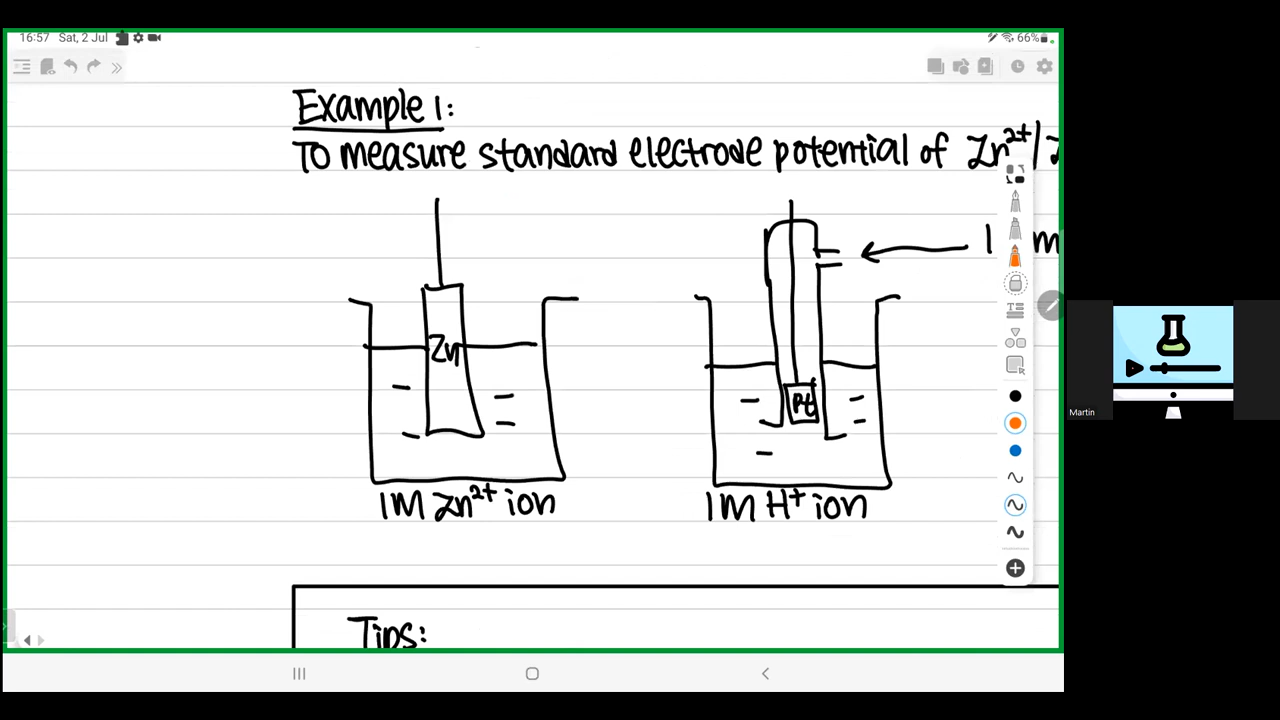 16:57 Sat, 2 Jul
66%
Example 1:
To measure standard electrode potential of Zn²⁺/
Zn
Pt
1M Zn²⁺ ion
1M H⁺ ion
Tips:
Martin